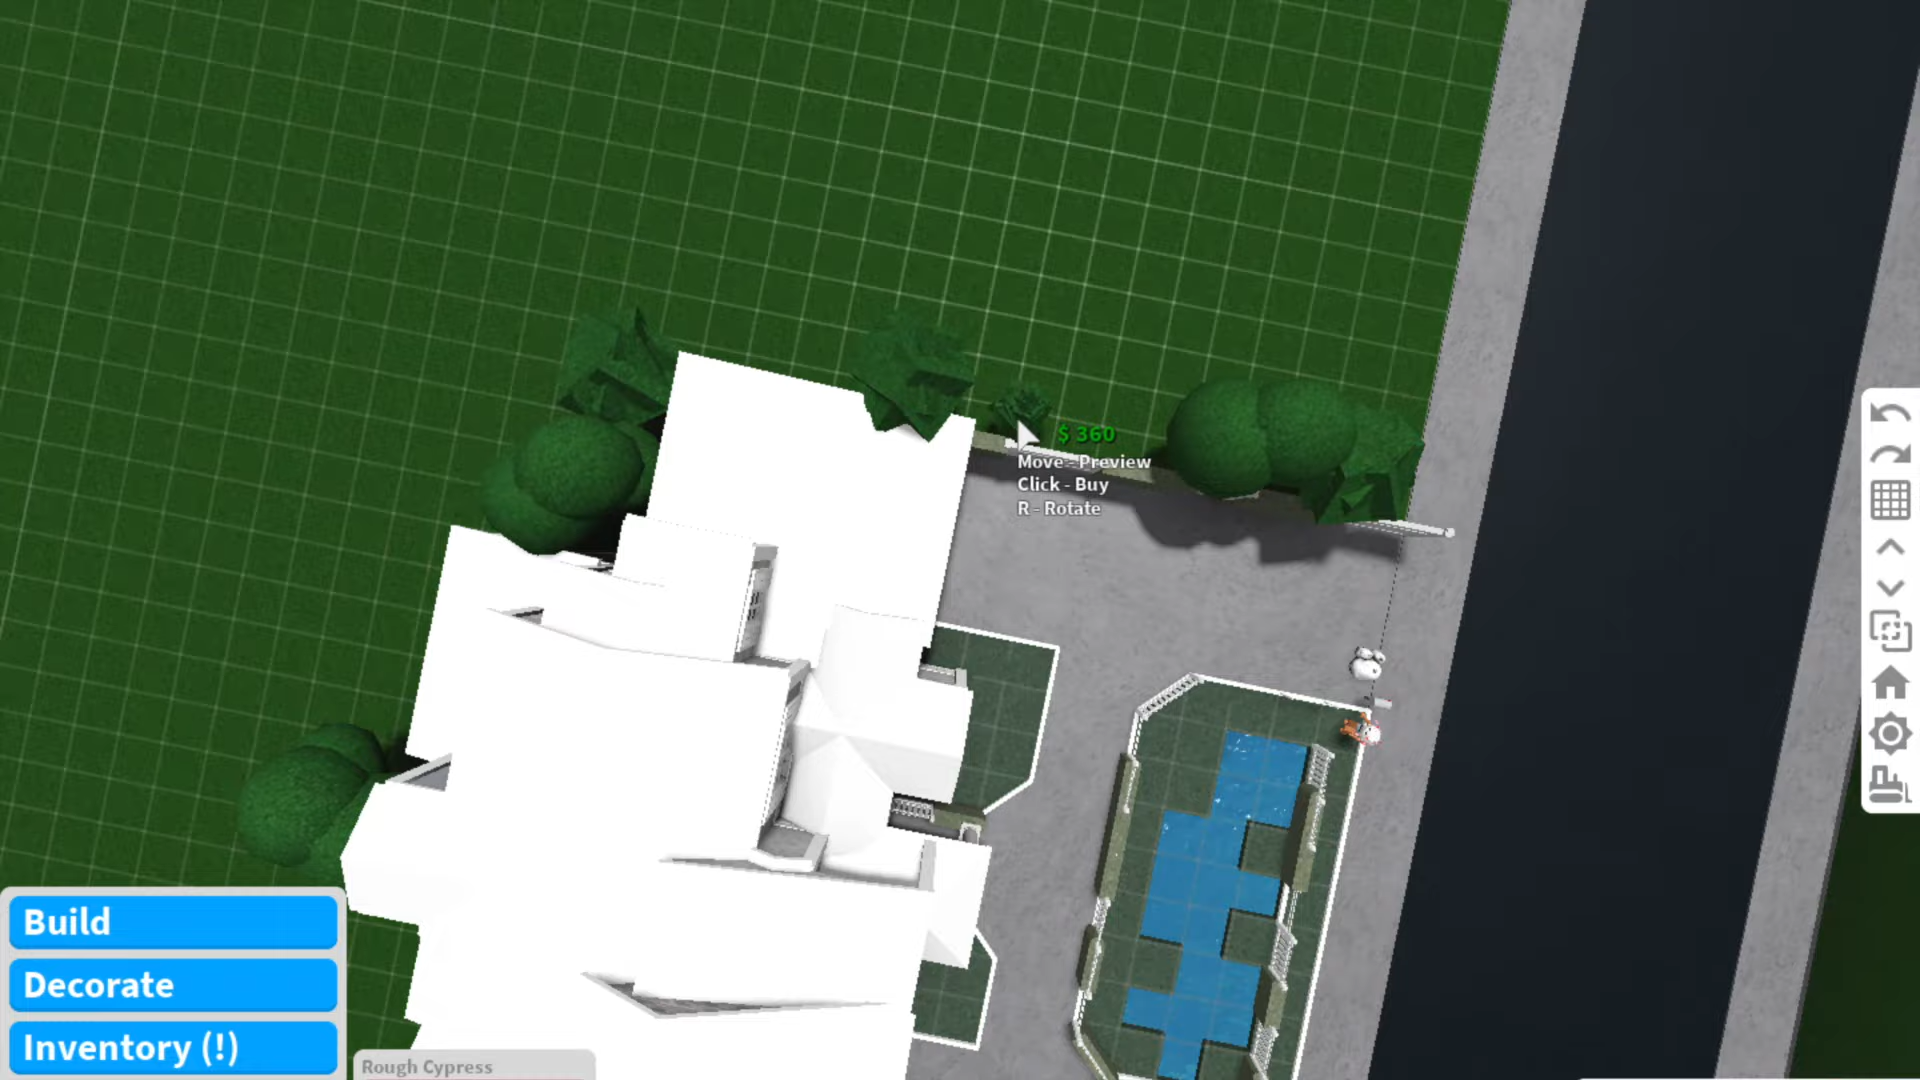 $ 360
Move - Preview
Click - Buy
R - Rotate
Build
Decorate
Inventory (!)
Rough Cypress